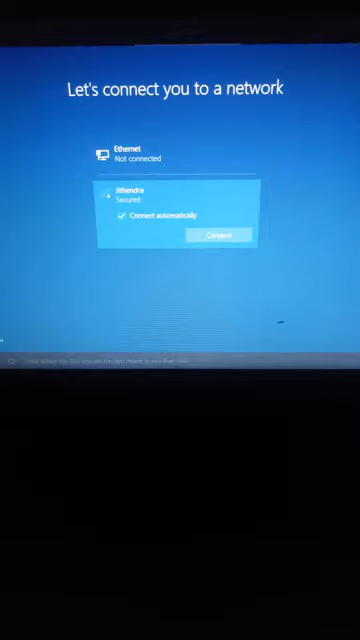 Let's connect you to a network
Ethernet
Not connected
Jithendra
Secured
Connect automatically
Connect